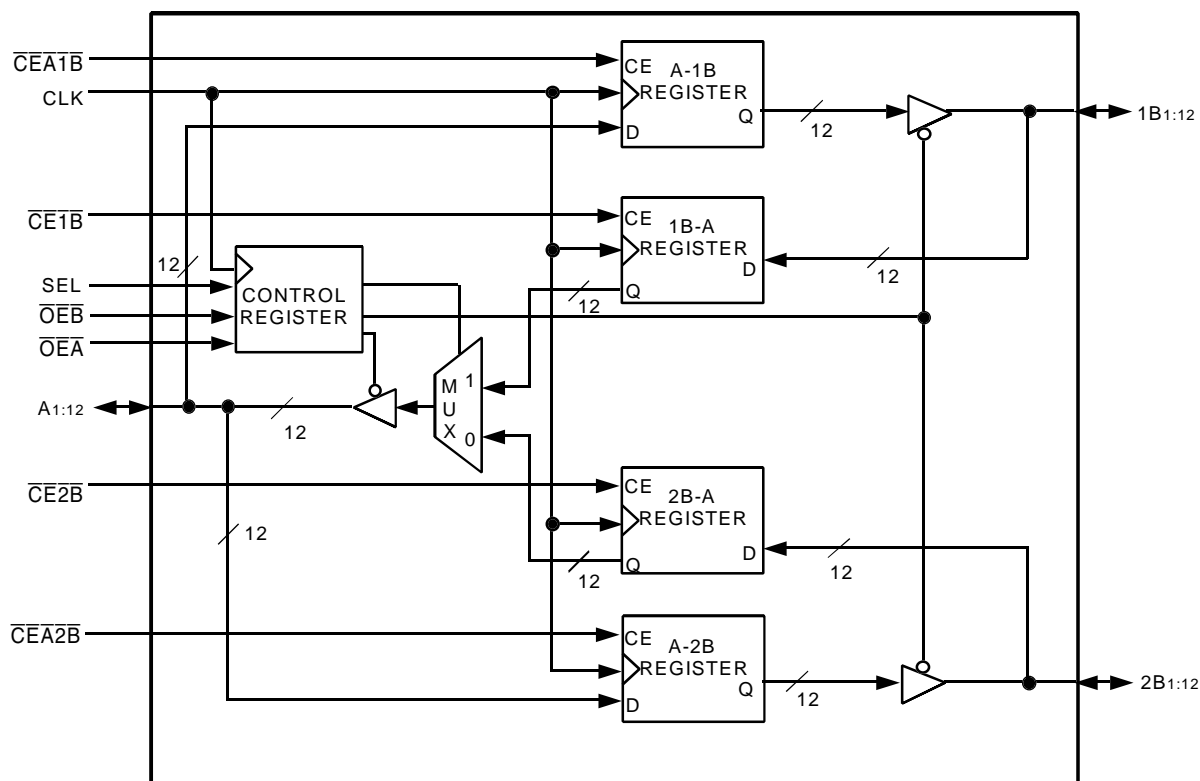 CEA1B
CLK
CE
A-1B
REGISTER
D
Q
12
1B1:12
CE1B
CE
1B-A
REGISTER
D
Q
12
12
12
SEL
OEB
OEA
CONTROL
REGISTER
A1:12
12
MUX
1
0
CE2B
12
CE
2B-A
REGISTER
D
Q
12
12
CEA2B
CE
A-2B
REGISTER
D
Q
12
2B1:12